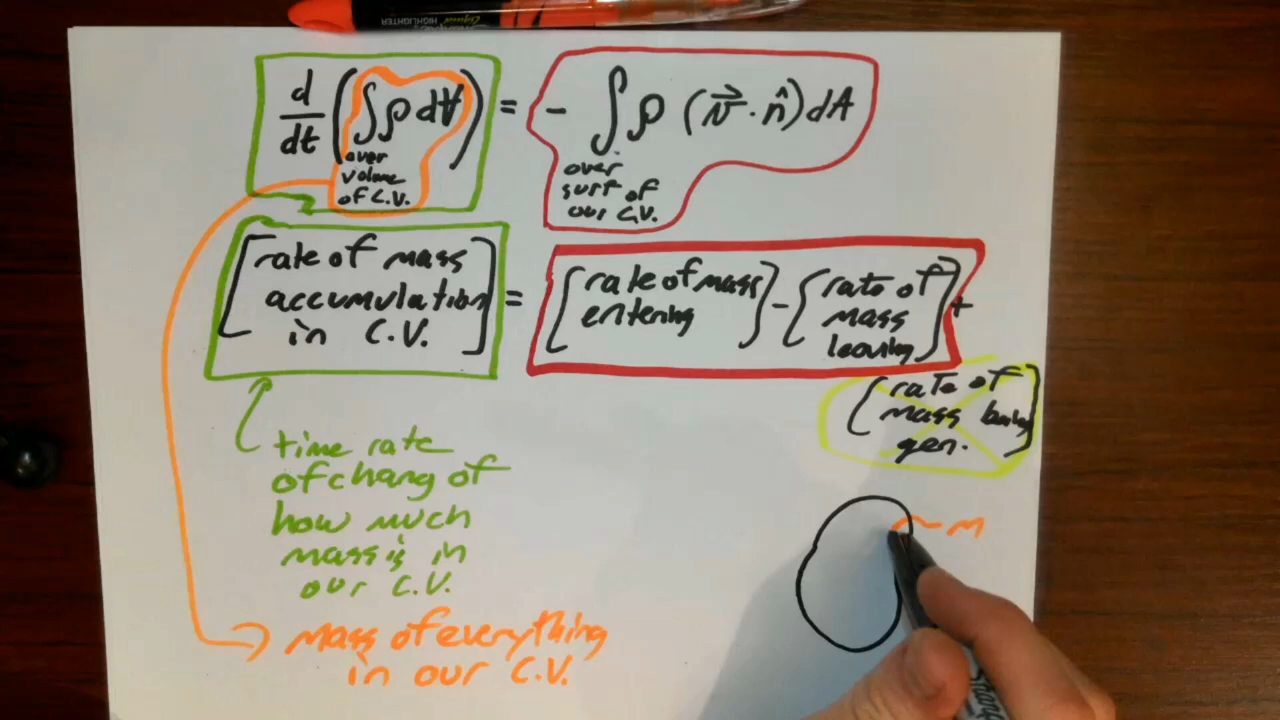 HIGHLIGHTER
d/dt (∫ρ dV) = - ∫ρ (v⃗ · n̂) dA
over volume of C.V.
over surf of our C.V.
[rate of mass accumulation in C.V.] = [rate of mass entering] - [rate of mass leaving] +
[rate of mass being gen.]
time rate
of chang of
how much
mass is in
our C.V.
~ m
mass of everything
in our C.V.